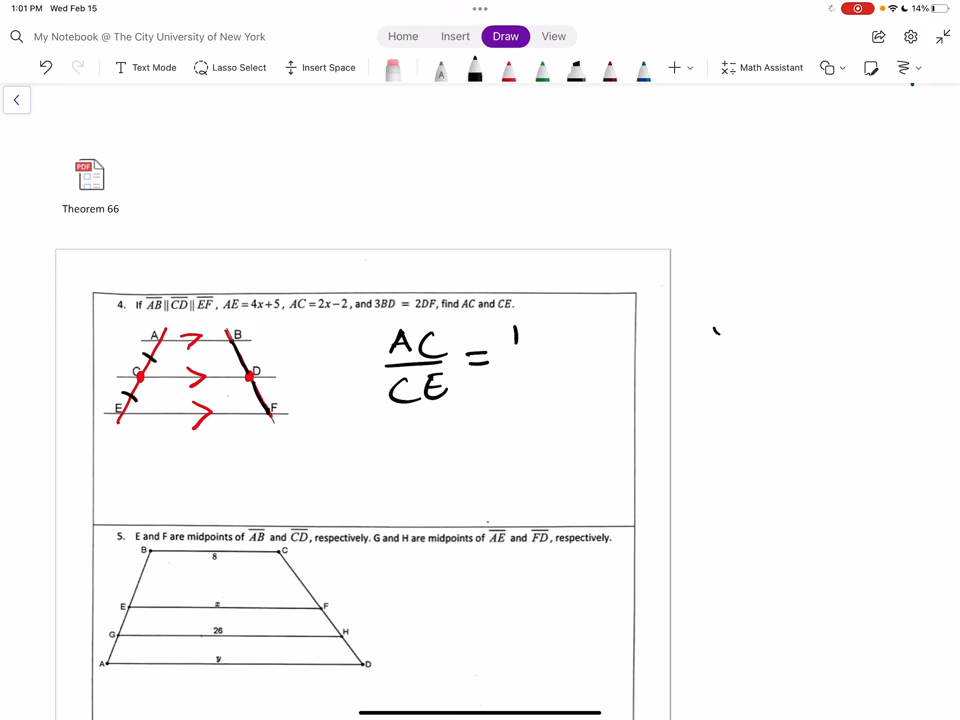 1:01 PM Wed Feb 15
14%
My Notebook @ The City University of New York
Home Insert Draw View
Text Mode Lasso Select Insert Space A Math Assistant
PDF
Theorem 66
4. If AB || CD || EF, AE = 4x+5, AC = 2x−2, and 3BD = 2DF, find AC and CE.
A B
C D
E F
AC
CE =
5. E and F are midpoints of AB and CD, respectively. G and H are midpoints of AE and FD, respectively.
B C
8
E x F
G 26 H
A y D